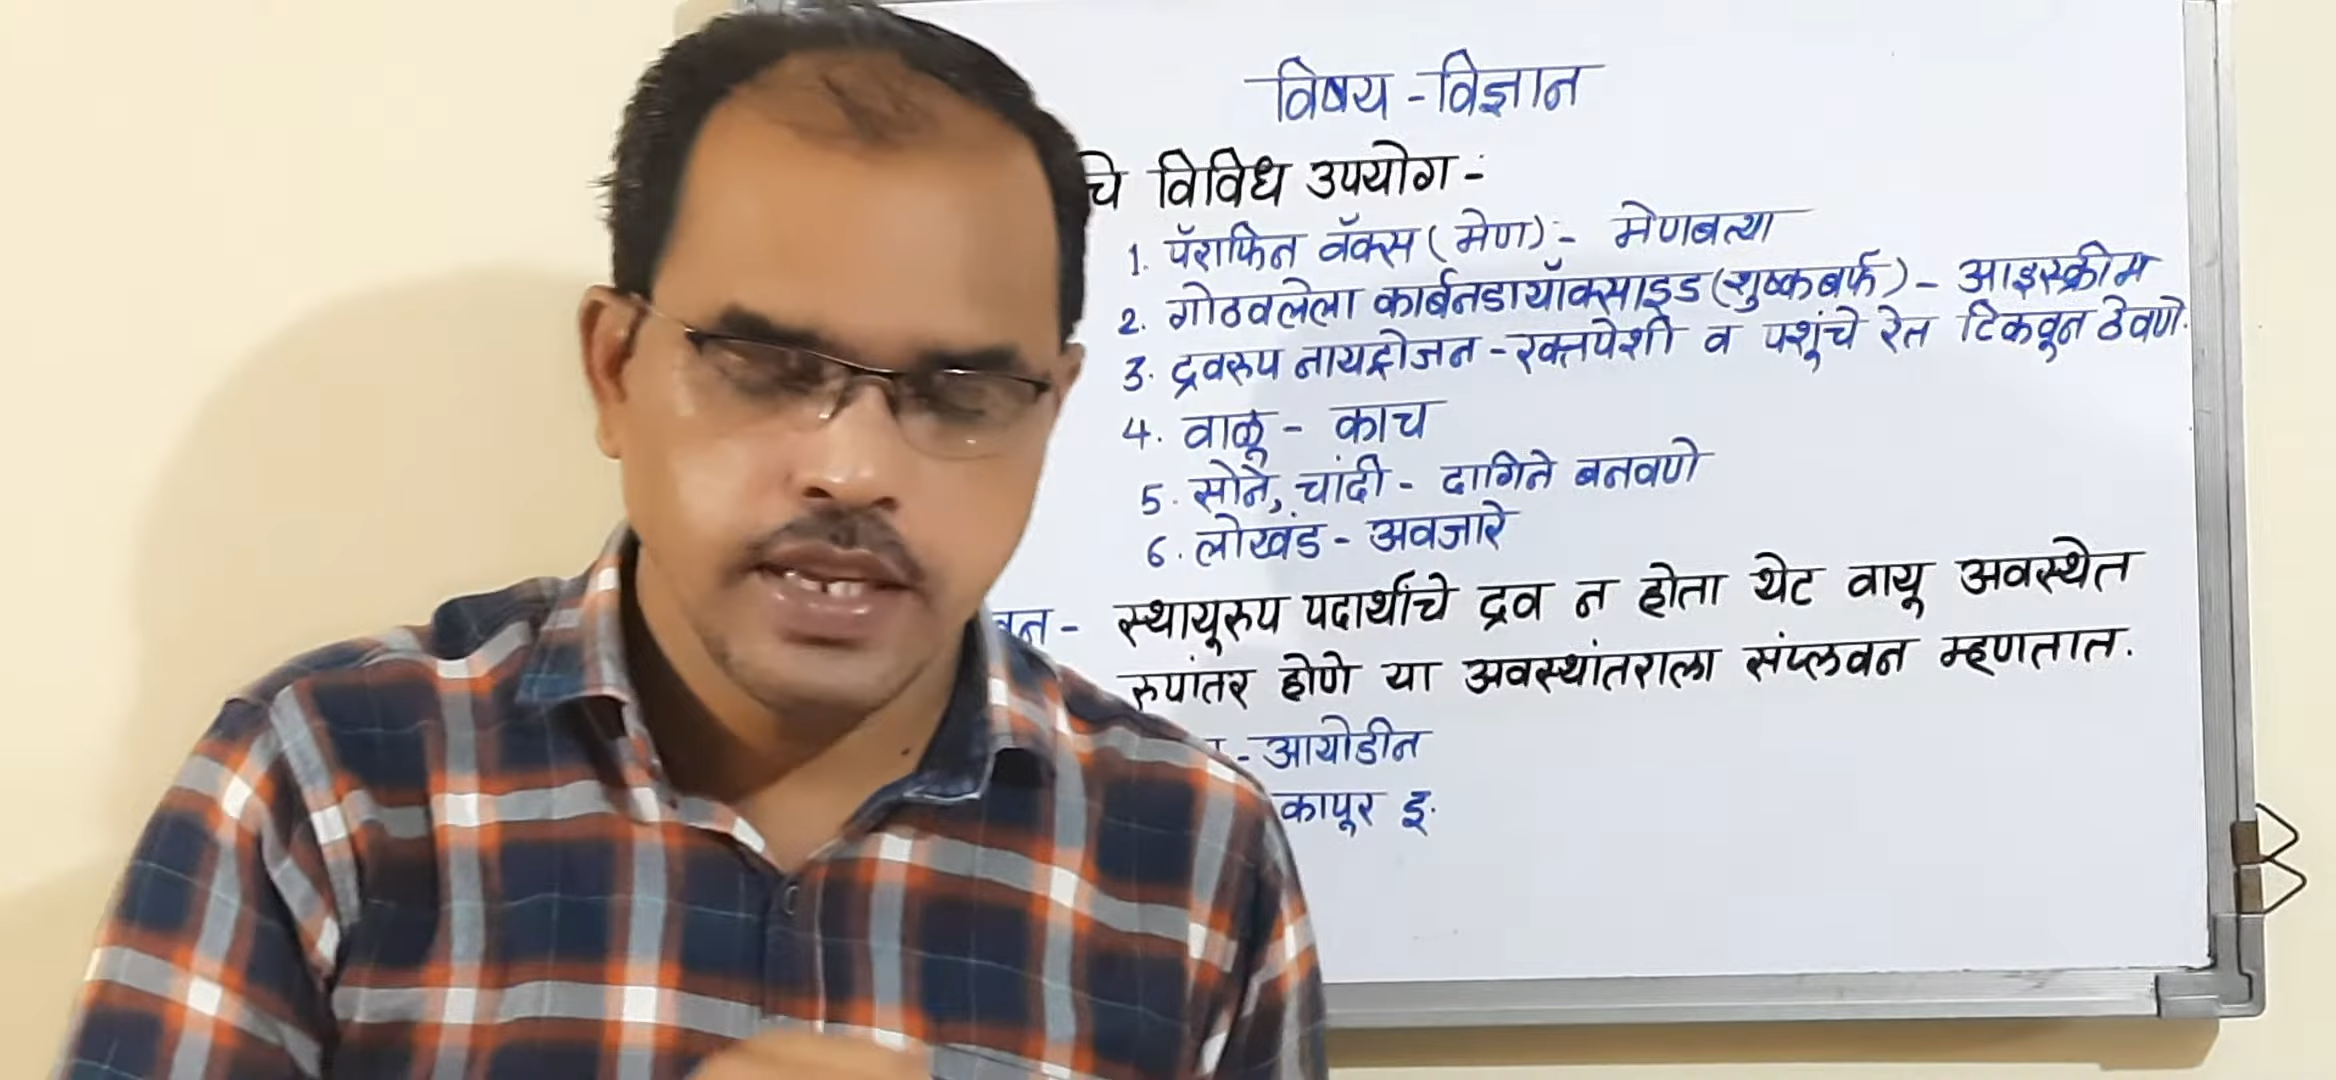 विषय - विज्ञान
चे विविध उपयोग -
1. पॅराफिन वॅक्स ( मेण ) - मेणबत्या
2. गोठवलेला कार्बनडायॉक्साइड (शुष्कबर्फ) - आइस्क्रीम
3. द्रवरुप नायट्रोजन - रक्तपेशी व पशूंचे रेत टिकवून ठेवणे.
4. वाळू - काच
5. सोने, चांदी - दागिने बनवणे
6. लोखंड - अवजारे
वन - स्थायूरुप पदार्थांचे द्रव न होता थेट वायू अवस्थेत
रुपांतर होणे या अवस्थांतराला संप्लवन म्हणतात.
- आयोडीन
कापूर इ.